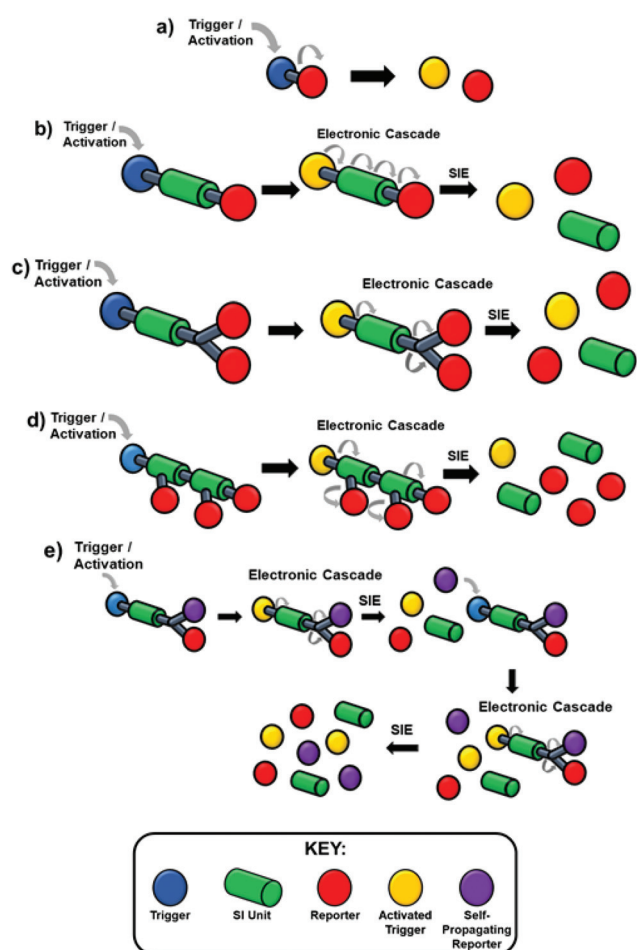 a)
Trigger /
Activation
b)
Trigger /
Activation
Electronic Cascade
SIE
c)
Trigger /
Activation
Electronic Cascade
SIE
d)
Trigger /
Activation
Electronic Cascade
SIE
e)
Trigger /
Activation
Electronic Cascade
SIE
Electronic Cascade
SIE
KEY:
Trigger
SI Unit
Reporter
Activated
Trigger
Self-
Propagating
Reporter